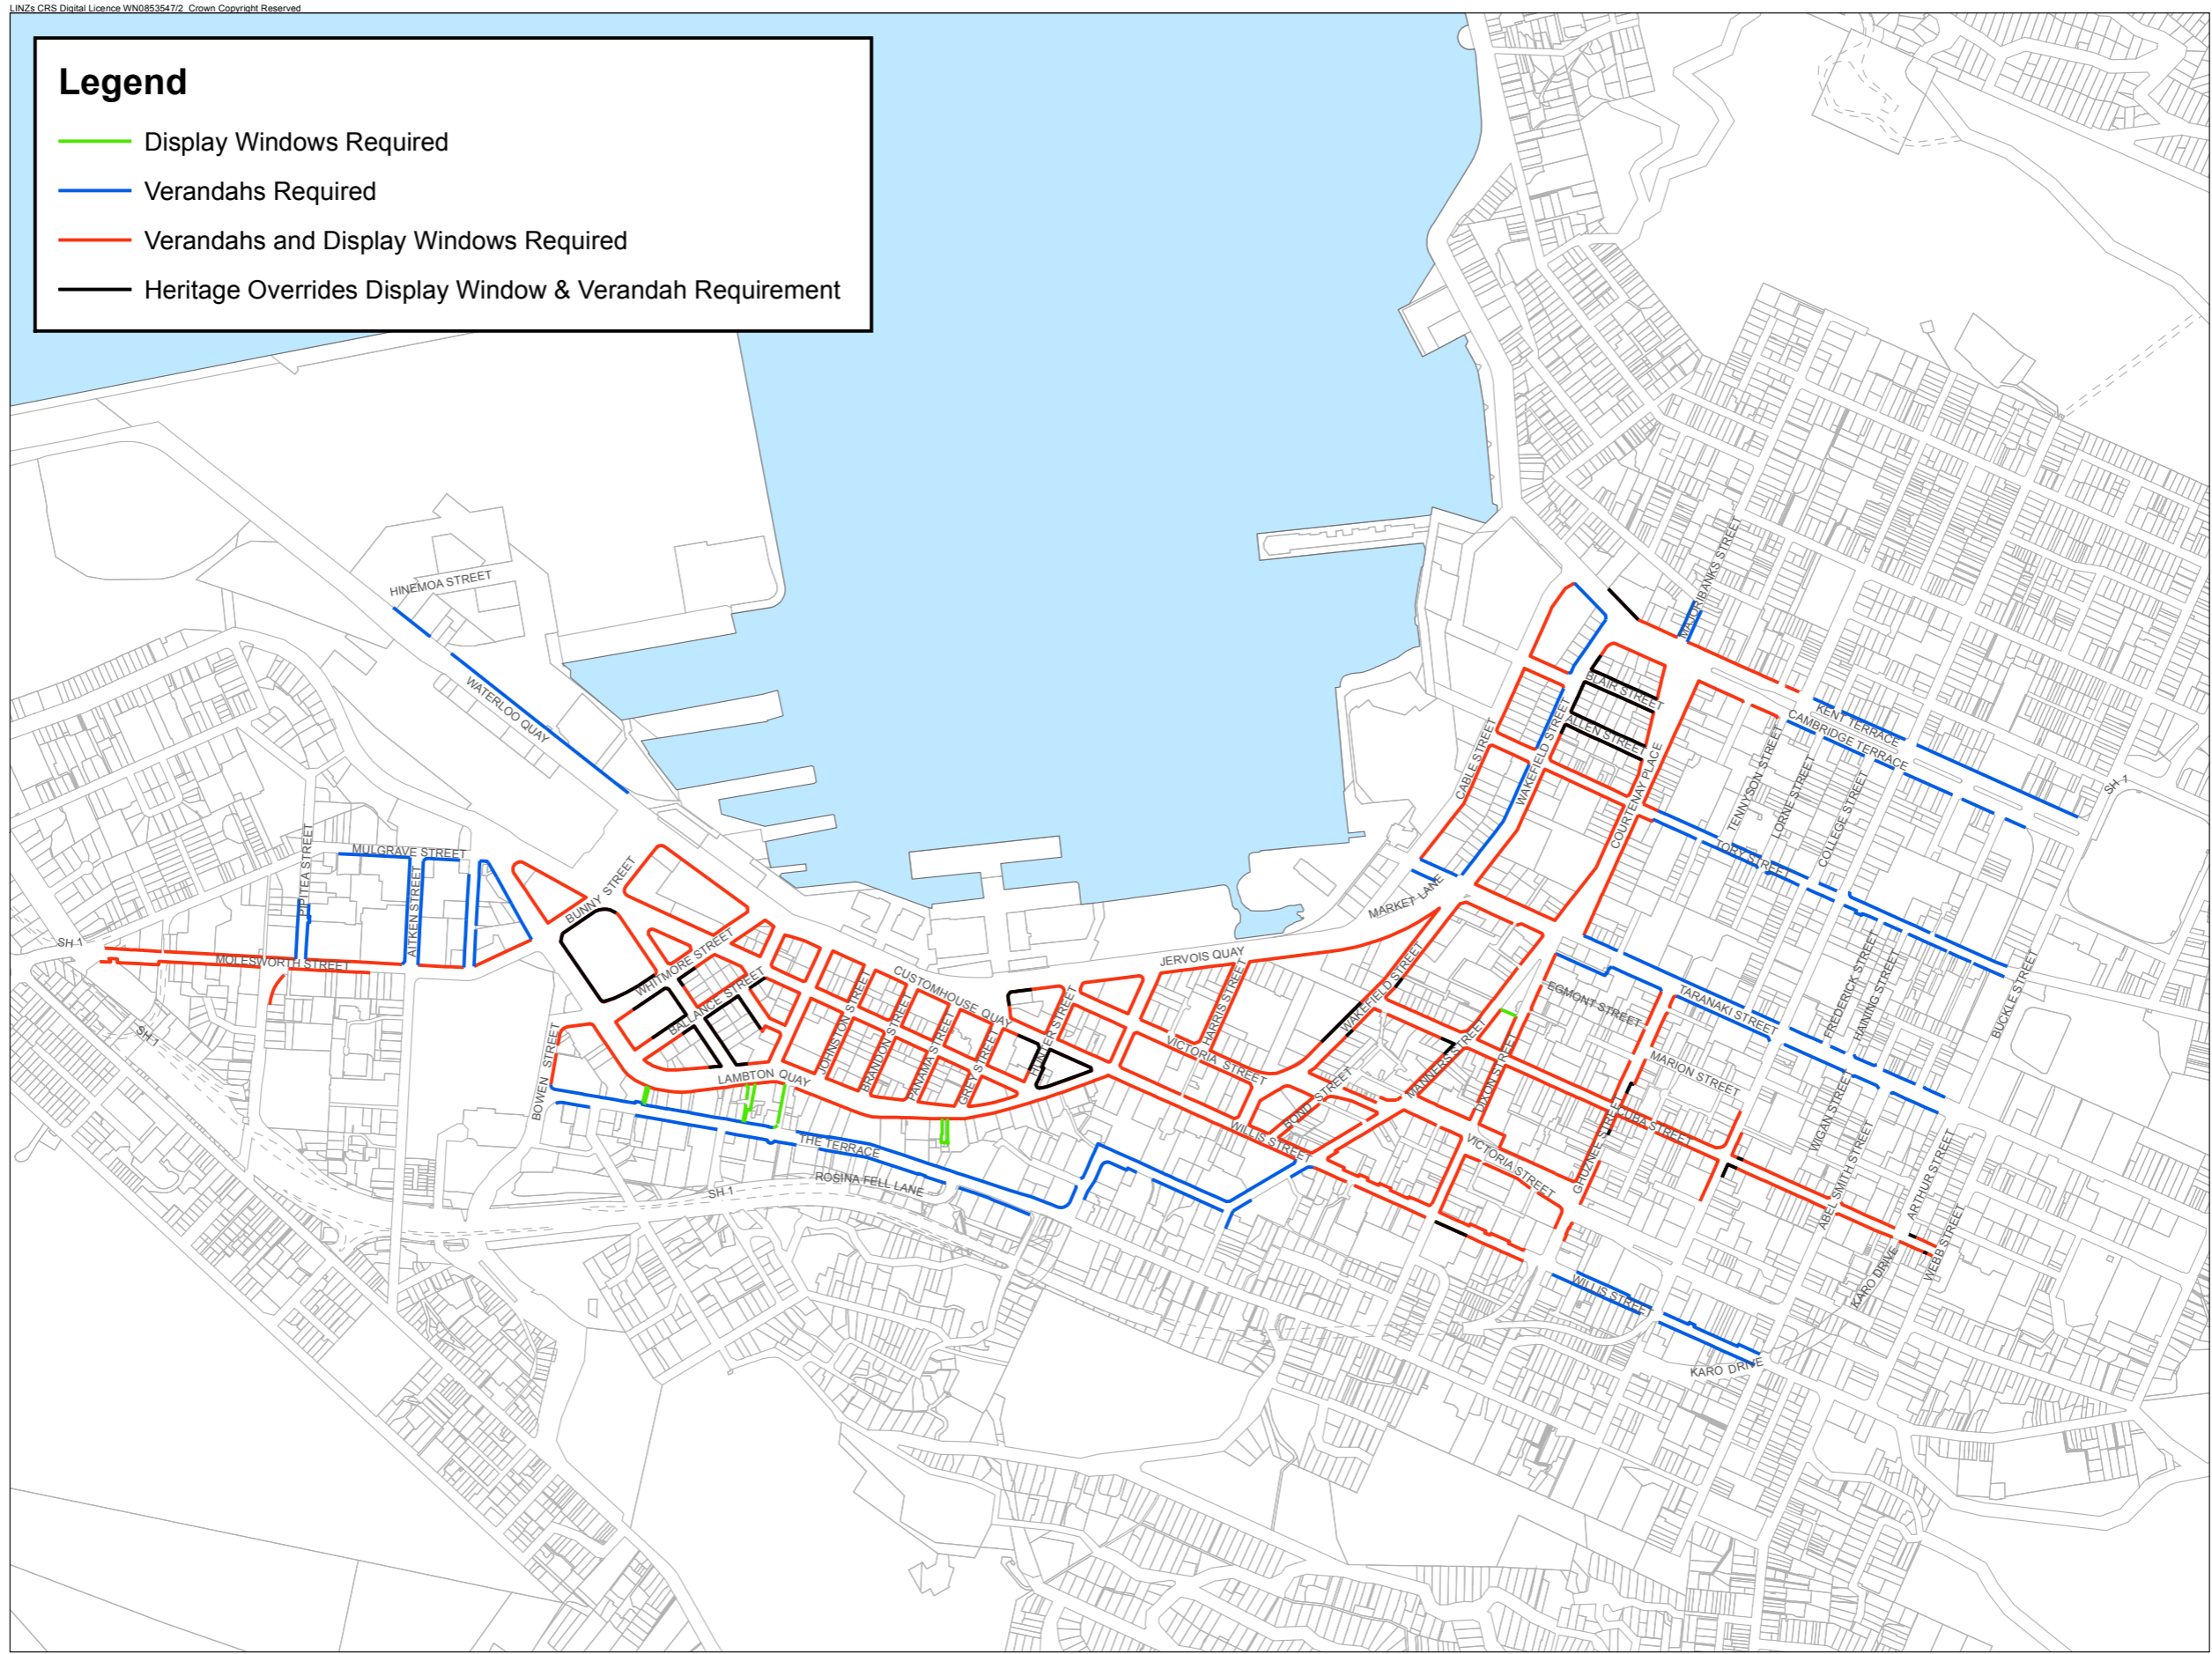 LINZs CRS Digital Licence WN0853547/2 Crown Copyright Reserved
Legend
Display Windows Required
Verandahs Required
Verandahs and Display Windows Required
Heritage Overrides Display Window & Verandah Requirement
MAJORIBANKS STREET
HINEMOA STREET
WATERLOO QUAY
BLAIR STREET
ALLEN STREET
KENT TERRACE
CAMBRIDGE TERRACE
CABLE STREET
WAKEFIELD STREET
COURTENAY PLACE
TENNYSON STREET
LORNE STREET
COLLEGE STREET
SH 1
TORY STREET
MULGRAVE STREET
PIPITEA STREET
AITKEN STREET
BUNNY STREET
MARKET LANE
SH 1
MOLESWORTH STREET
WHITMORE STREET
BALLANCE STREET
CUSTOMHOUSE QUAY
JERVOIS QUAY
HARRIS STREET
WAKEFIELD STREET
EGMONT STREET
TARANAKI STREET
FREDERICK STREET
HAINING STREET
BUCKLE STREET
SH 1
BOWEN STREET
LAMBTON QUAY
JOHNSTON STREET
BRANDON STREET
PANAMA STREET
GREY STREET
HUNTER STREET
VICTORIA STREET
BOND STREET
MANNERS STREET
DIXON STREET
MARION STREET
THE TERRACE
ROSINA FELL LANE
SH 1
WILLIS STREET
VICTORIA STREET
GHUZNEE STREET
CUBA STREET
WIGAN STREET
ABEL SMITH STREET
ARTHUR STREET
WEBB STREET
KARO DRIVE
WILLIS STREET
KARO DRIVE